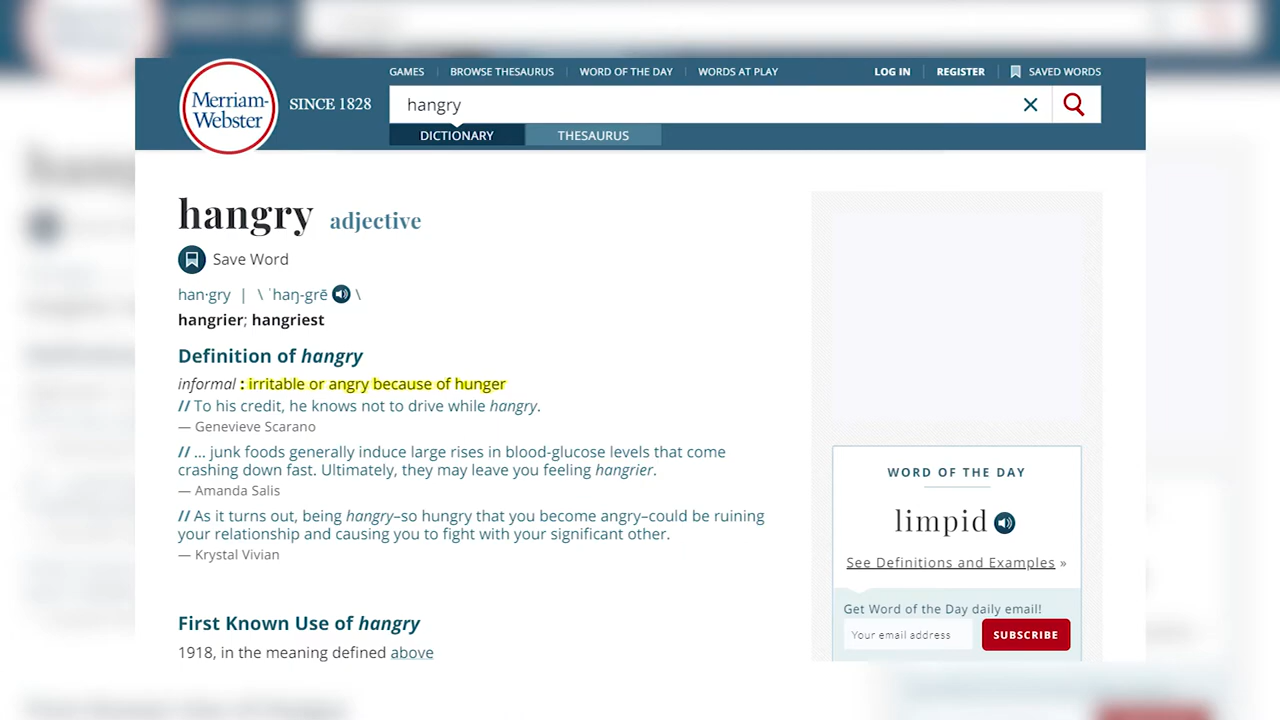 GAMES | BROWSE THESAURUS | WORD OF THE DAY | WORDS AT PLAY
LOG IN | REGISTER | SAVED WORDS
Merriam-
Webster
SINCE 1828
hangry
DICTIONARY THESAURUS
hangry adjective
Save Word
han·gry | \ ˈhaŋ-grē \
hangrier; hangriest
Definition of hangry
informal : irritable or angry because of hunger
// To his credit, he knows not to drive while hangry.
— Genevieve Scarano
// ... junk foods generally induce large rises in blood-glucose levels that come
crashing down fast. Ultimately, they may leave you feeling hangrier.
— Amanda Salis
// As it turns out, being hangry–so hungry that you become angry–could be ruining
your relationship and causing you to fight with your significant other.
— Krystal Vivian
First Known Use of hangry
1918, in the meaning defined above
WORD OF THE DAY
limpid
See Definitions and Examples »
Get Word of the Day daily email!
Your email address
SUBSCRIBE